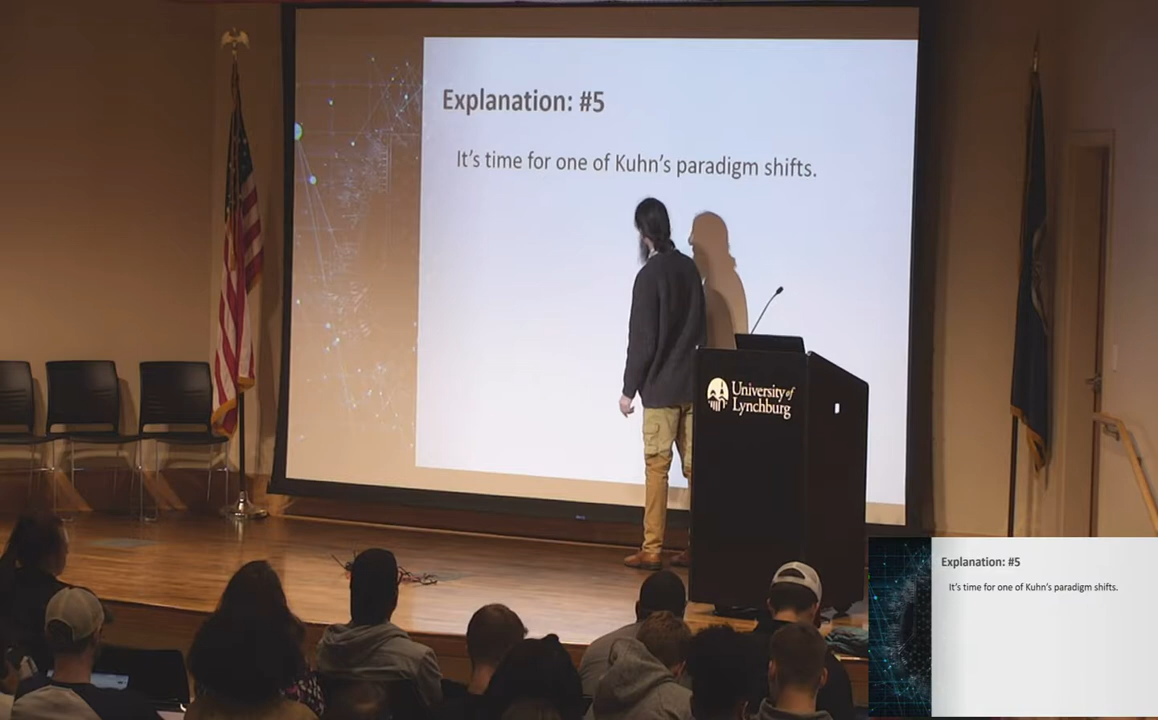 Explanation: #5
It's time for one of Kuhn's paradigm shifts.
University of
Lynchburg
Explanation: #5
It's time for one of Kuhn's paradigm shifts.